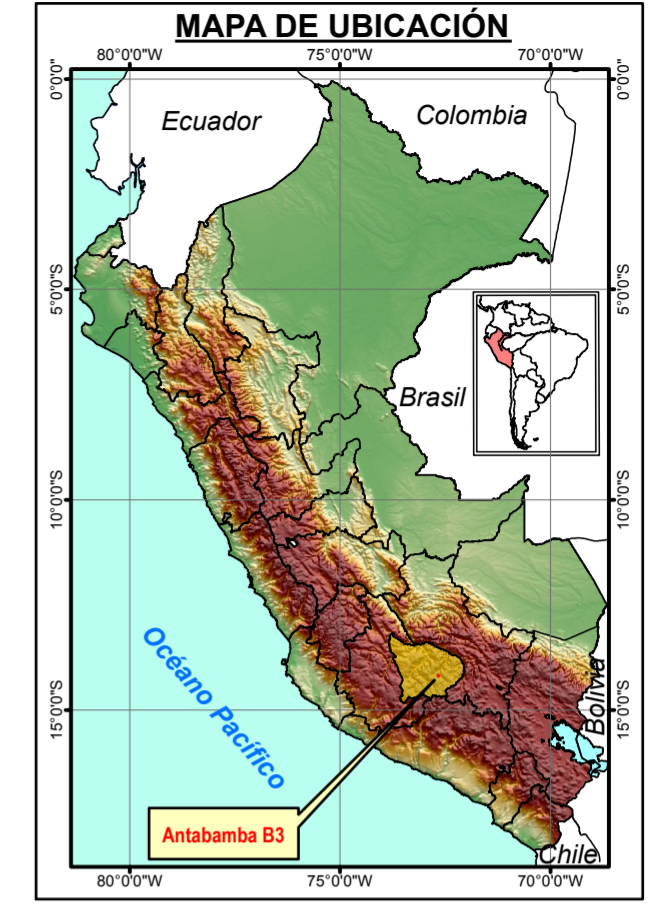 MAPA DE UBICACIÓN
80°0'0"W 75°0'0"W 70°0'0"W
0°0'0" 0°0'0"
Ecuador
Colombia
5°0'0"S 5°0'0"S
Brasil
10°0'0"S 10°0'0"S
Océano Pacífico
Bolivia
15°0'0"S 15°0'0"S
Antabamba B3
Chile
80°0'0"W 75°0'0"W 70°0'0"W